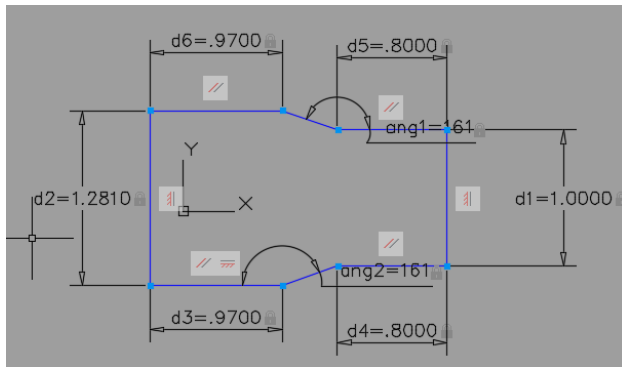 d6=.9700
d5=.8000
ang1=161
Y
X
d2=1.2810
d1=1.0000
ang2=161
d3=.9700
d4=.8000